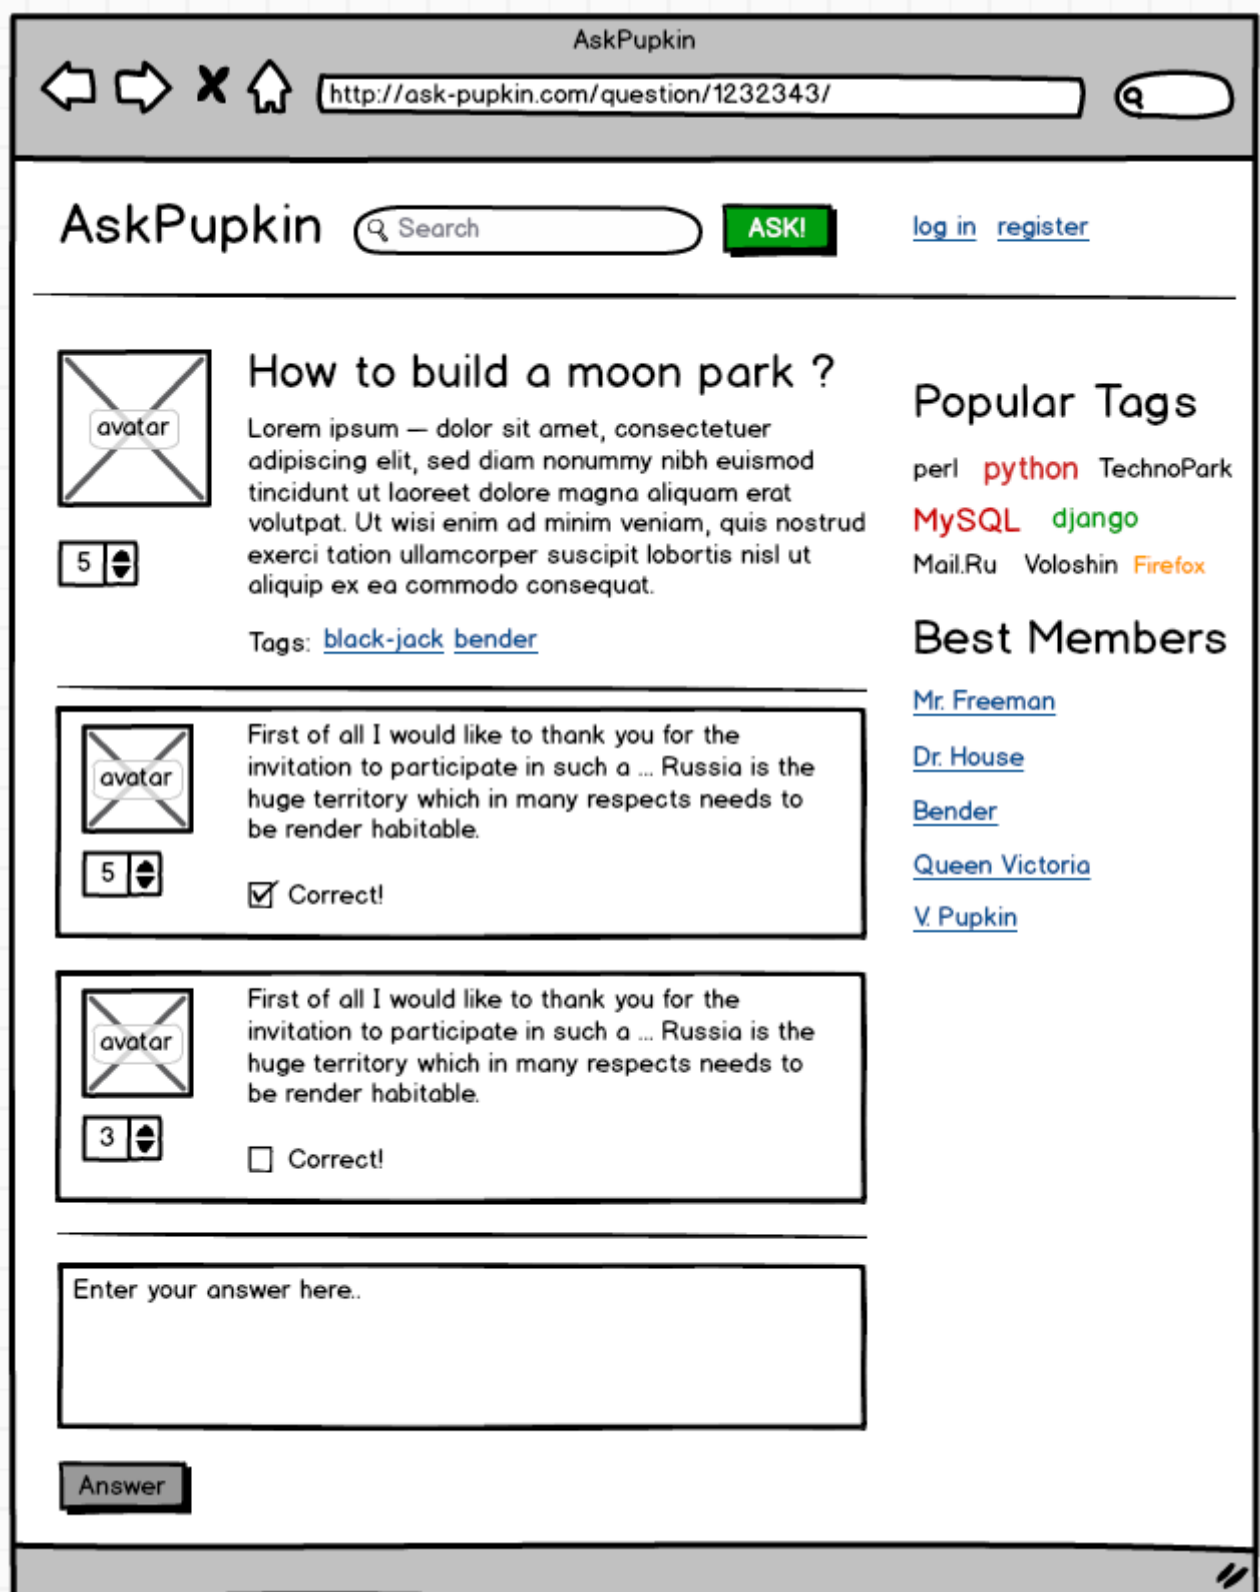 AskPupkin
http://ask-pupkin.com/question/1232343/
AskPupkin
Search
ASK!
log in register
avatar
5
How to build a moon park ?
Lorem ipsum — dolor sit amet, consectetuer
adipiscing elit, sed diam nonummy nibh euismod
tincidunt ut laoreet dolore magna aliquam erat
volutpat. Ut wisi enim ad minim veniam, quis nostrud
exerci tation ullamcorper suscipit lobortis nisl ut
aliquip ex ea commodo consequat.
Tags: black-jack bender
avatar
5
First of all I would like to thank you for the
invitation to participate in such a ... Russia is the
huge territory which in many respects needs to
be render habitable.
Correct!
avatar
3
First of all I would like to thank you for the
invitation to participate in such a ... Russia is the
huge territory which in many respects needs to
be render habitable.
Correct!
Enter your answer here..
Answer
Popular Tags
perl python TechnoPark
MySQL django
Mail.Ru Voloshin Firefox
Best Members
Mr. Freeman
Dr. House
Bender
Queen Victoria
V. Pupkin